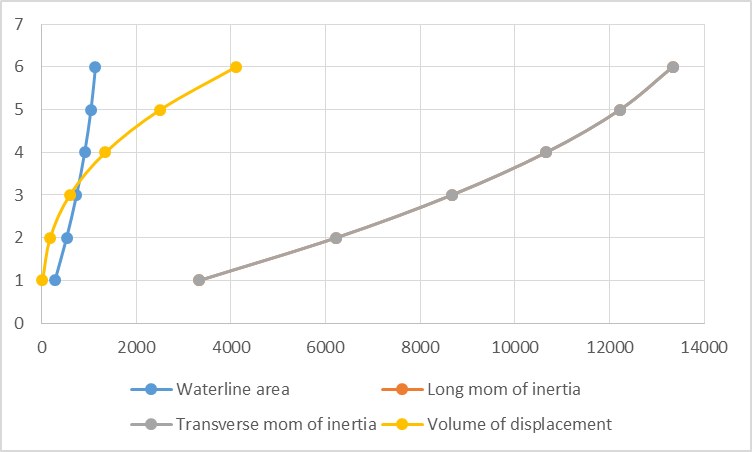 7
6
5
4
3
2
1
0
0 2000 4000 6000 8000 10000 12000 14000
Waterline area Long mom of inertia
Transverse mom of inertia Volume of displacement